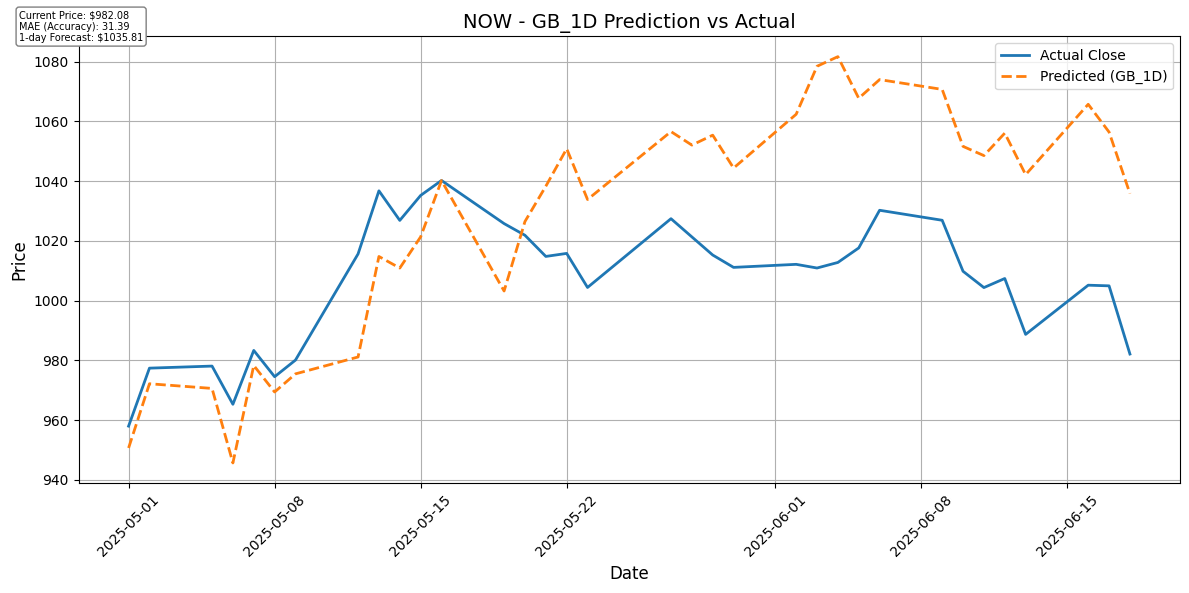 NOW - GB_1D Prediction vs Actual
Current Price: $982.08
MAE (Accuracy): 31.39
1-day Forecast: $1035.81
Actual Close
Predicted (GB_1D)
Price
1080
1060
1040
1020
1000
980
960
940
2025-05-01
2025-05-08
2025-05-15
2025-05-22
2025-06-01
2025-06-08
2025-06-15
Date